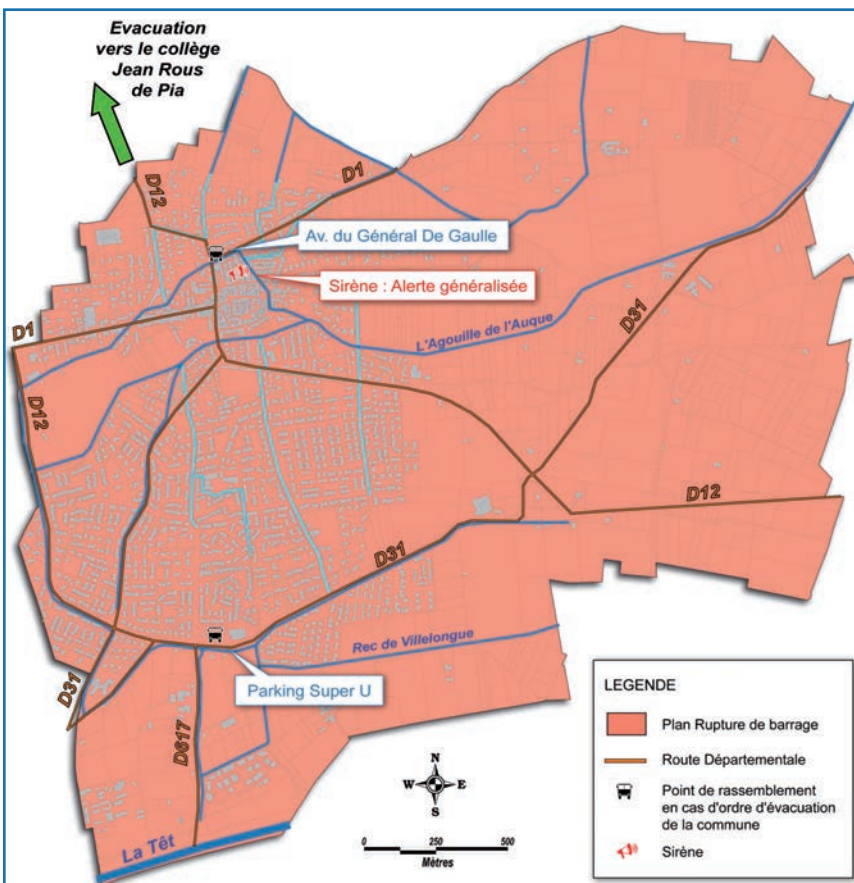 Evacuation
vers le collège
Jean Rous
de Pia
D12
D1
Av. du Général De Gaulle
Sirène : Alerte généralisée
D1
L'Agouille de l'Auque
D31
D12
D12
D31
Rec de Villelongue
Parking Super U
D31
D617
La Têt
N
W E
S
0 250 500
Mètres
LEGENDE
Plan Rupture de barrage
Route Départementale
Point de rassemblement
en cas d'ordre d'évacuation
de la commune
Sirène